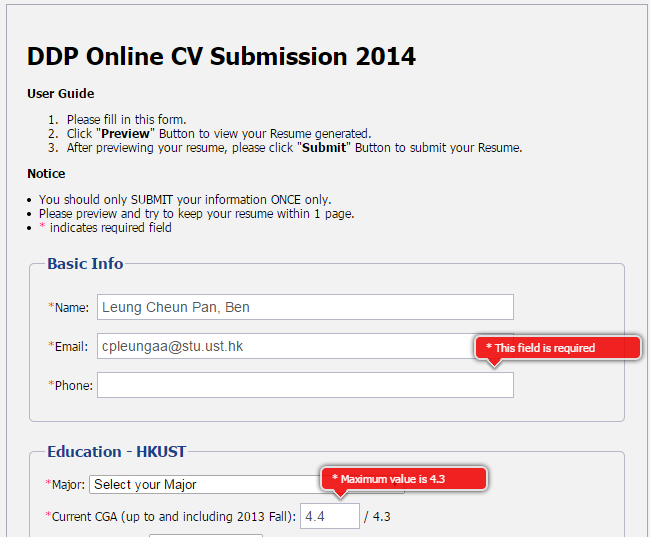 DDP Online CV Submission 2014
User Guide
1. Please fill in this form.
2. Click "Preview" Button to view your Resume generated.
3. After previewing your resume, please click "Submit" Button to submit your Resume.
Notice
• You should only SUBMIT your information ONCE only.
• Please preview and try to keep your resume within 1 page.
• * indicates required field
Basic Info
*Name: Leung Cheun Pan, Ben
*Email: cpleungaa@stu.ust.hk
* This field is required
*Phone:
Education - HKUST
*Major: Select your Major
* Maximum value is 4.3
*Current CGA (up to and including 2013 Fall): 4.4 / 4.3